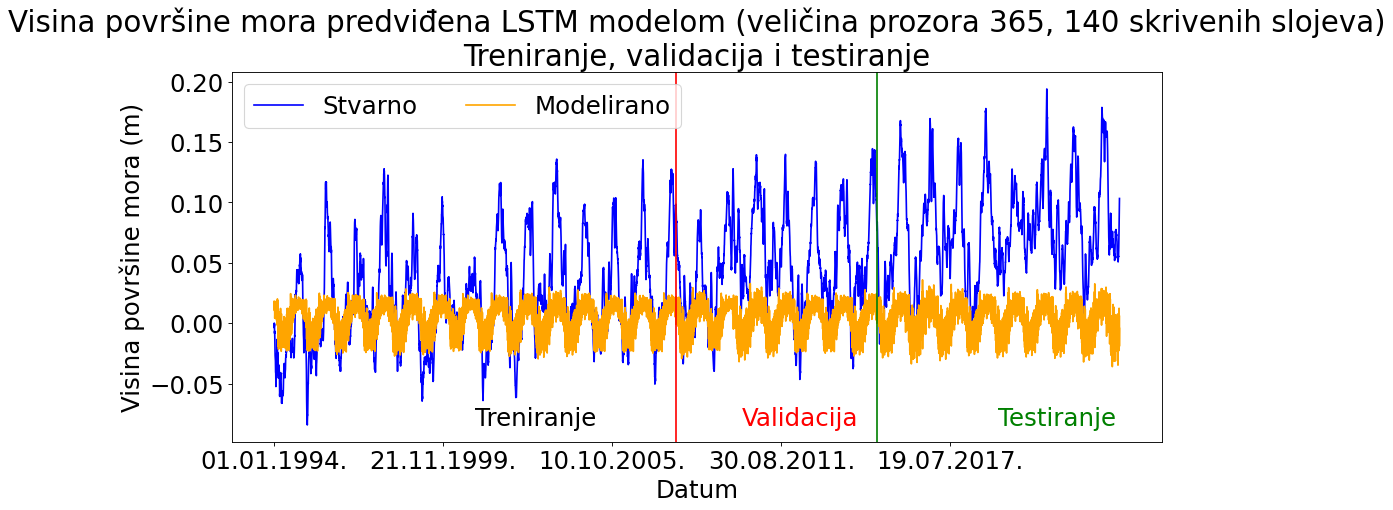 Visina površine mora predviđena LSTM modelom (veličina prozora 365, 140 skrivenih slojeva)
Treniranje, validacija i testiranje
Stvarno
Modelirano
Visina površine mora (m)
0.20
0.15
0.10
0.05
0.00
−0.05
Treniranje
Validacija
Testiranje
01.01.1994.
21.11.1999.
10.10.2005.
30.08.2011.
19.07.2017.
Datum